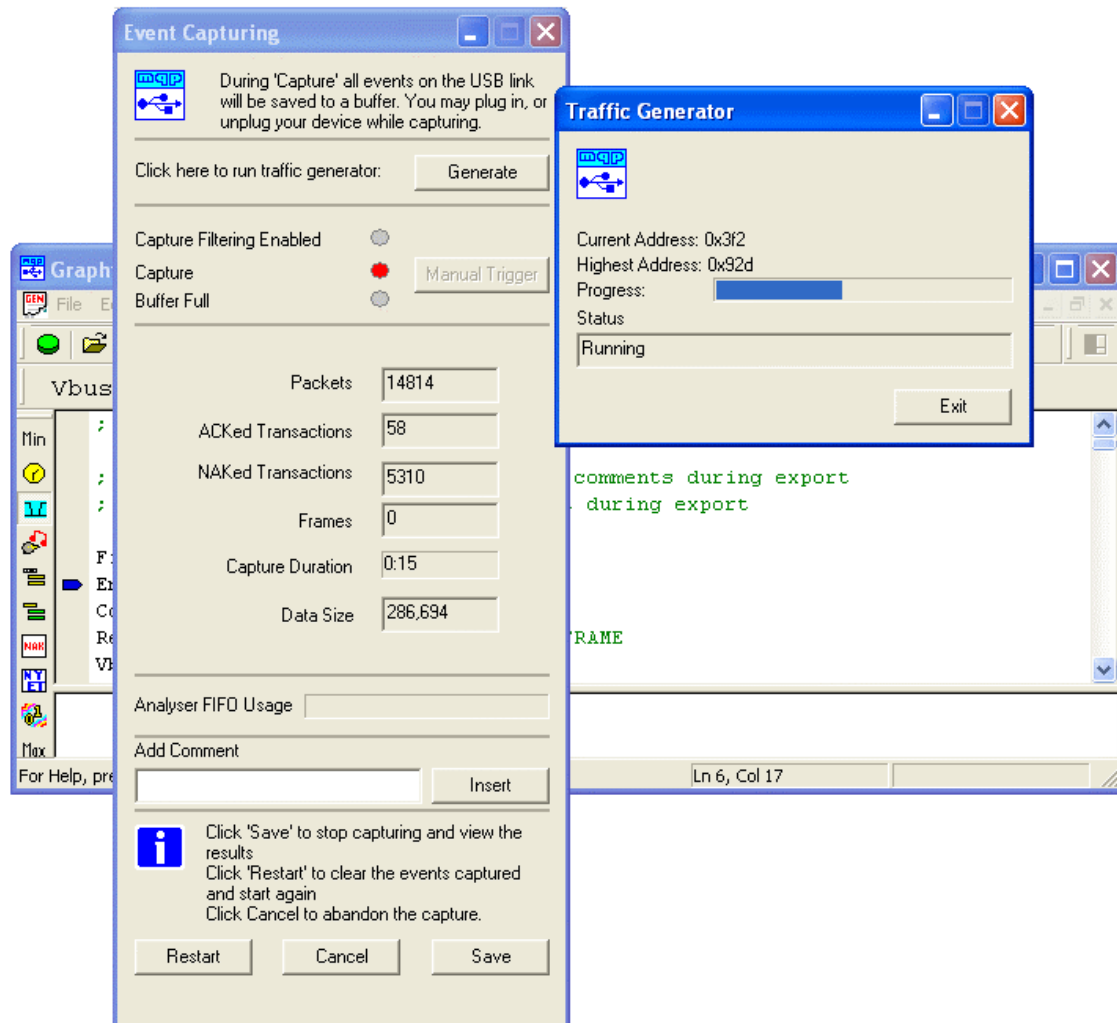 Event Capturing
mqp
During 'Capture' all events on the USB link
will be saved to a buffer. You may plug in, or
unplug your device while capturing.
Click here to run traffic generator:
Generate
Capture Filtering Enabled
Capture
Manual Trigger
Buffer Full
Packets
14814
ACKed Transactions
58
NAKed Transactions
5310
Frames
0
Capture Duration
0:15
Data Size
286,694
Analyser FIFO Usage
Add Comment
Insert
Click 'Save' to stop capturing and view the
results
Click 'Restart' to clear the events captured
and start again
Click Cancel to abandon the capture.
Restart
Cancel
Save
Traffic Generator
mqp
Current Address: 0x3f2
Highest Address: 0x92d
Progress:
Status
Running
Exit
mqp
Graph
GEN
File
Vbus
Min
;
;
comments during export
;
during export
NAK
NYET
RAME
Max
For Help, pre
Ln 6, Col 17